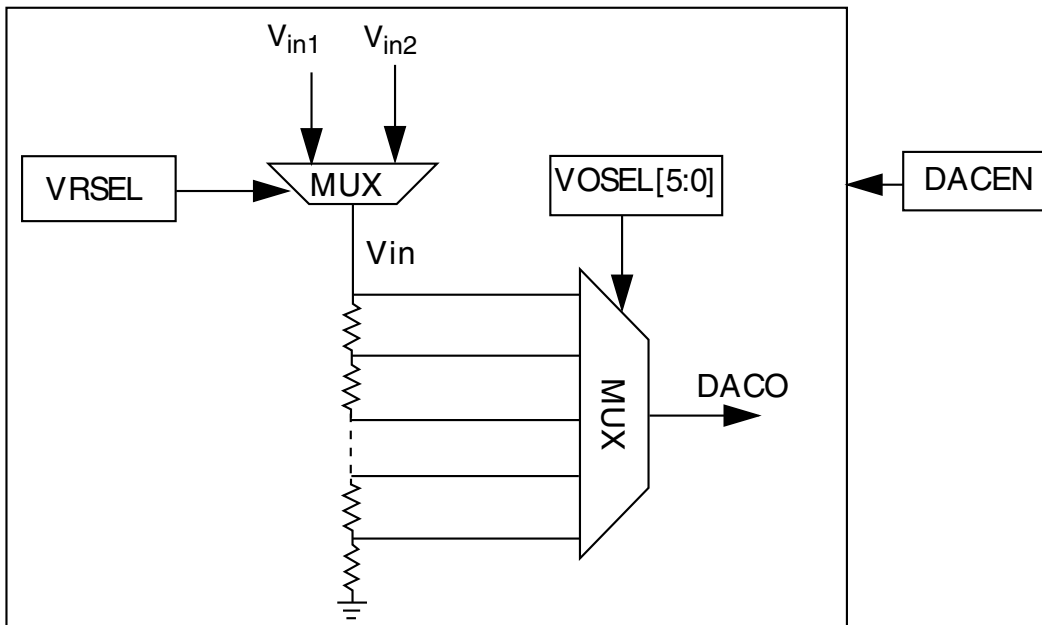 Vin1 Vin2
VRSEL
MUX
VOSEL[5:0]
DACEN
Vin
MUX
DACO